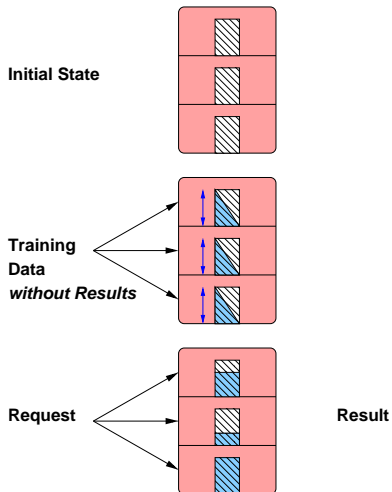 Initial State
Training
Data
without Results
Request
Result